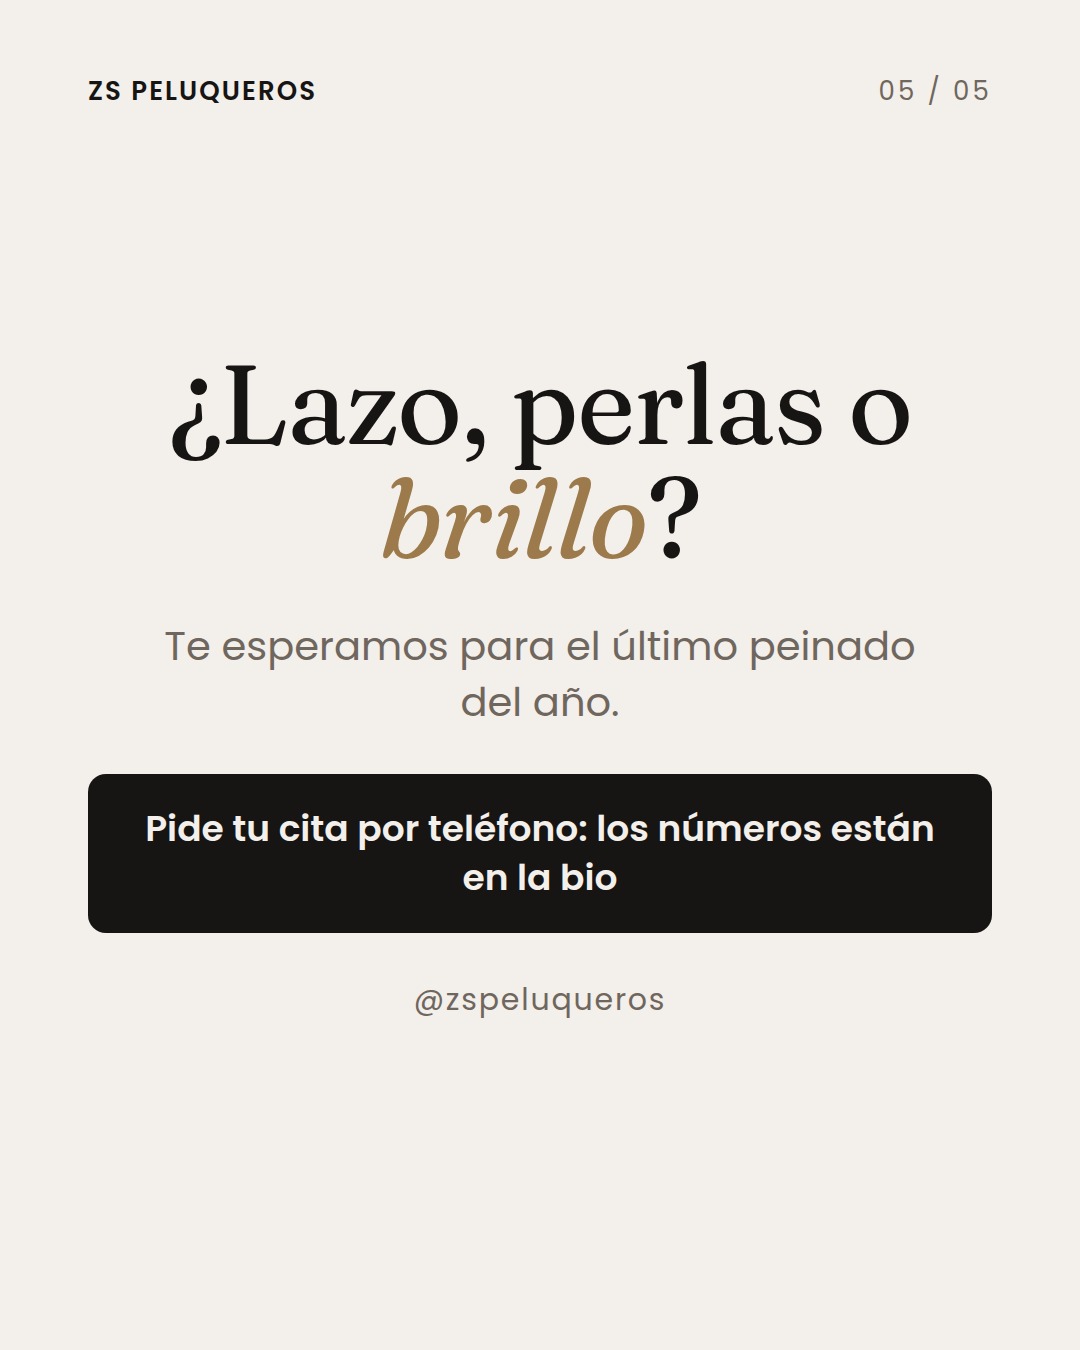 ZS PELUQUEROS
05 / 05
¿Lazo, perlas o
brillo?
Te esperamos para el último peinado
del año.
Pide tu cita por teléfono: los números están
en la bio
@zspeluqueros